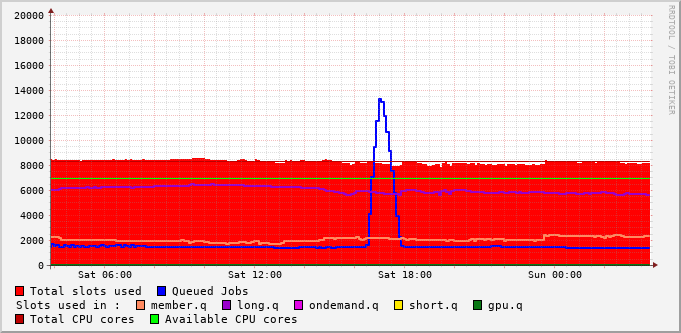 20000
18000
16000
14000
12000
10000
8000
6000
4000
2000
0
Sat 06:00 Sat 12:00 Sat 18:00 Sun 00:00
RRDTOOL / TOBI OETIKER
Total slots used Queued Jobs
Slots used in : member.q long.q ondemand.q short.q gpu.q
Total CPU cores Available CPU cores